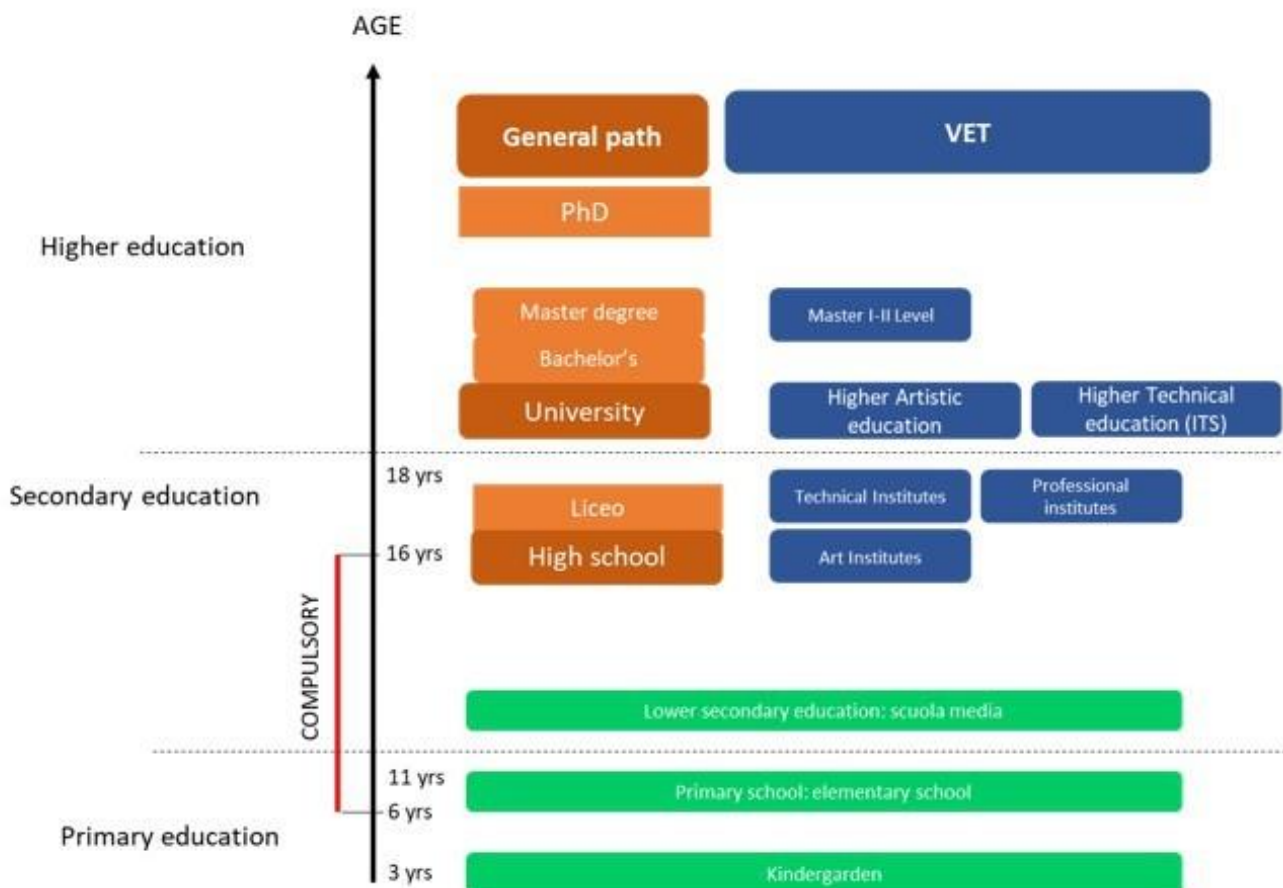 AGE
General path
VET
PhD
Higher education
Master degree
Master I-II Level
Bachelor's
University
Higher Artistic
education
Higher Technical
education (ITS)
18 yrs
Secondary education
Technical Institutes
Professional
institutes
Liceo
16 yrs
High school
Art Institutes
COMPULSORY
Lower secondary education: scuola media
11 yrs
Primary school: elementary school
6 yrs
Primary education
3 yrs
Kindergarden